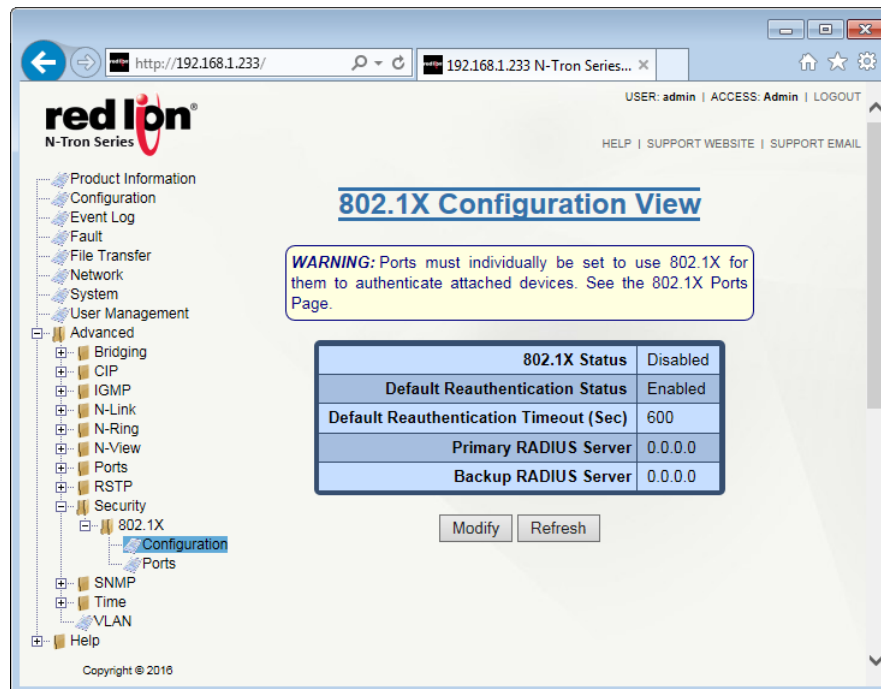 http://192.168.1.233/
192.168.1.233 N-Tron Series...
red lion®
N-Tron Series
USER: admin | ACCESS: Admin | LOGOUT
HELP | SUPPORT WEBSITE | SUPPORT EMAIL
Product Information
Configuration
Event Log
Fault
File Transfer
Network
System
User Management
Advanced
Bridging
CIP
IGMP
N-Link
N-Ring
N-View
Ports
RSTP
Security
802.1X
Configuration
Ports
SNMP
Time
VLAN
Help
Copyright © 2016
802.1X Configuration View
WARNING: Ports must individually be set to use 802.1X for
them to authenticate attached devices. See the 802.1X Ports
Page.
802.1X Status Disabled
Default Reauthentication Status Enabled
Default Reauthentication Timeout (Sec) 600
Primary RADIUS Server 0.0.0.0
Backup RADIUS Server 0.0.0.0
Modify Refresh